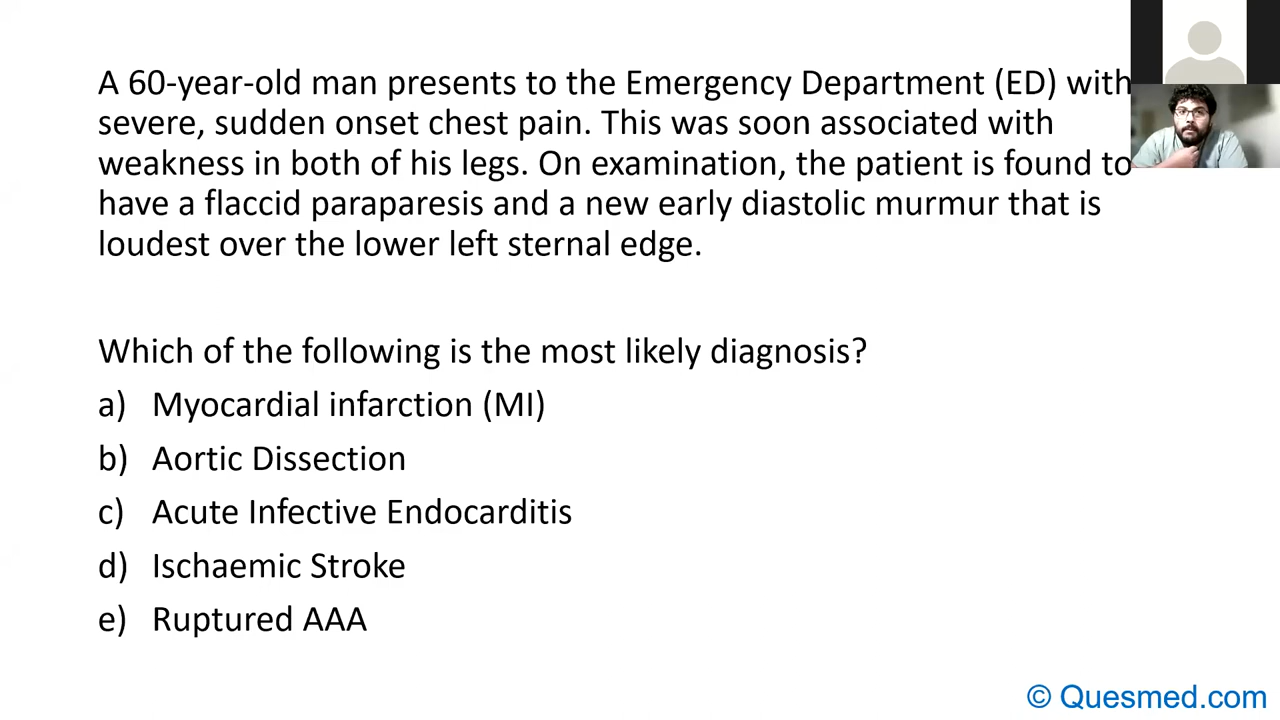 A 60-year-old man presents to the Emergency Department (ED) with
severe, sudden onset chest pain. This was soon associated with
weakness in both of his legs. On examination, the patient is found to
have a flaccid paraparesis and a new early diastolic murmur that is
loudest over the lower left sternal edge.
Which of the following is the most likely diagnosis?
a) Myocardial infarction (MI)
b) Aortic Dissection
c) Acute Infective Endocarditis
d) Ischaemic Stroke
e) Ruptured AAA
© Quesmed.com